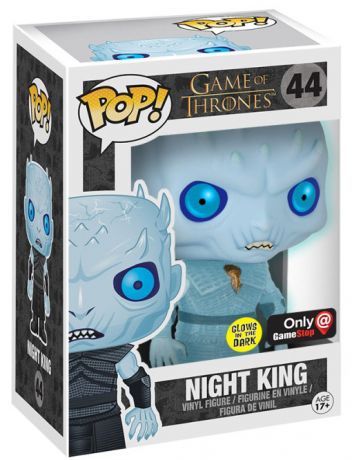 POP!
GAME OF
THRONES
44
POP!
GLOWS
IN THE
DARK
Only @
GameStop
NIGHT KING
44
NIGHT KING
VINYL FIGURE / FIGURINE EN VINYLE /
FIGURA DE VINIL
AGE
17+